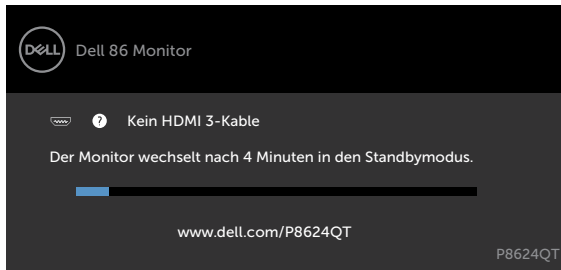 DELL
Dell 86 Monitor
? Kein HDMI 3-Kable
Der Monitor wechselt nach 4 Minuten in den Standbymodus.
www.dell.com/P8624QT
P8624QT